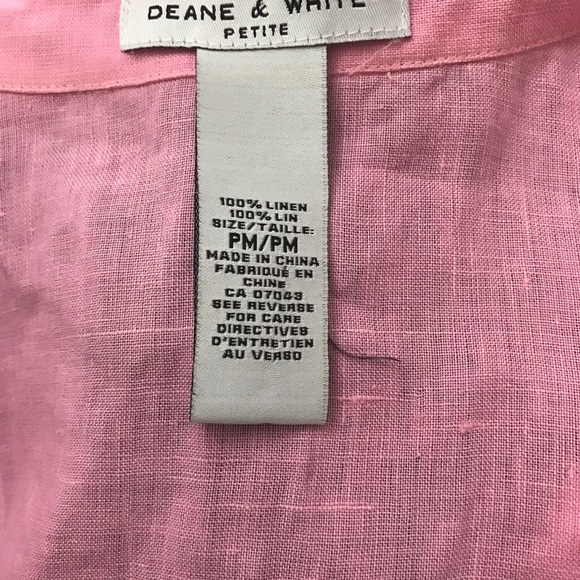 DEANE & WHITE
PETITE
100% LINEN
100% LIN
SIZE/TAILLE:
PM/PM
MADE IN CHINA
FABRIQUÉ EN
CHINE
CA 07043
SEE REVERSE
FOR CARE
DIRECTIVES
D'ENTRETIEN
AU VERSO